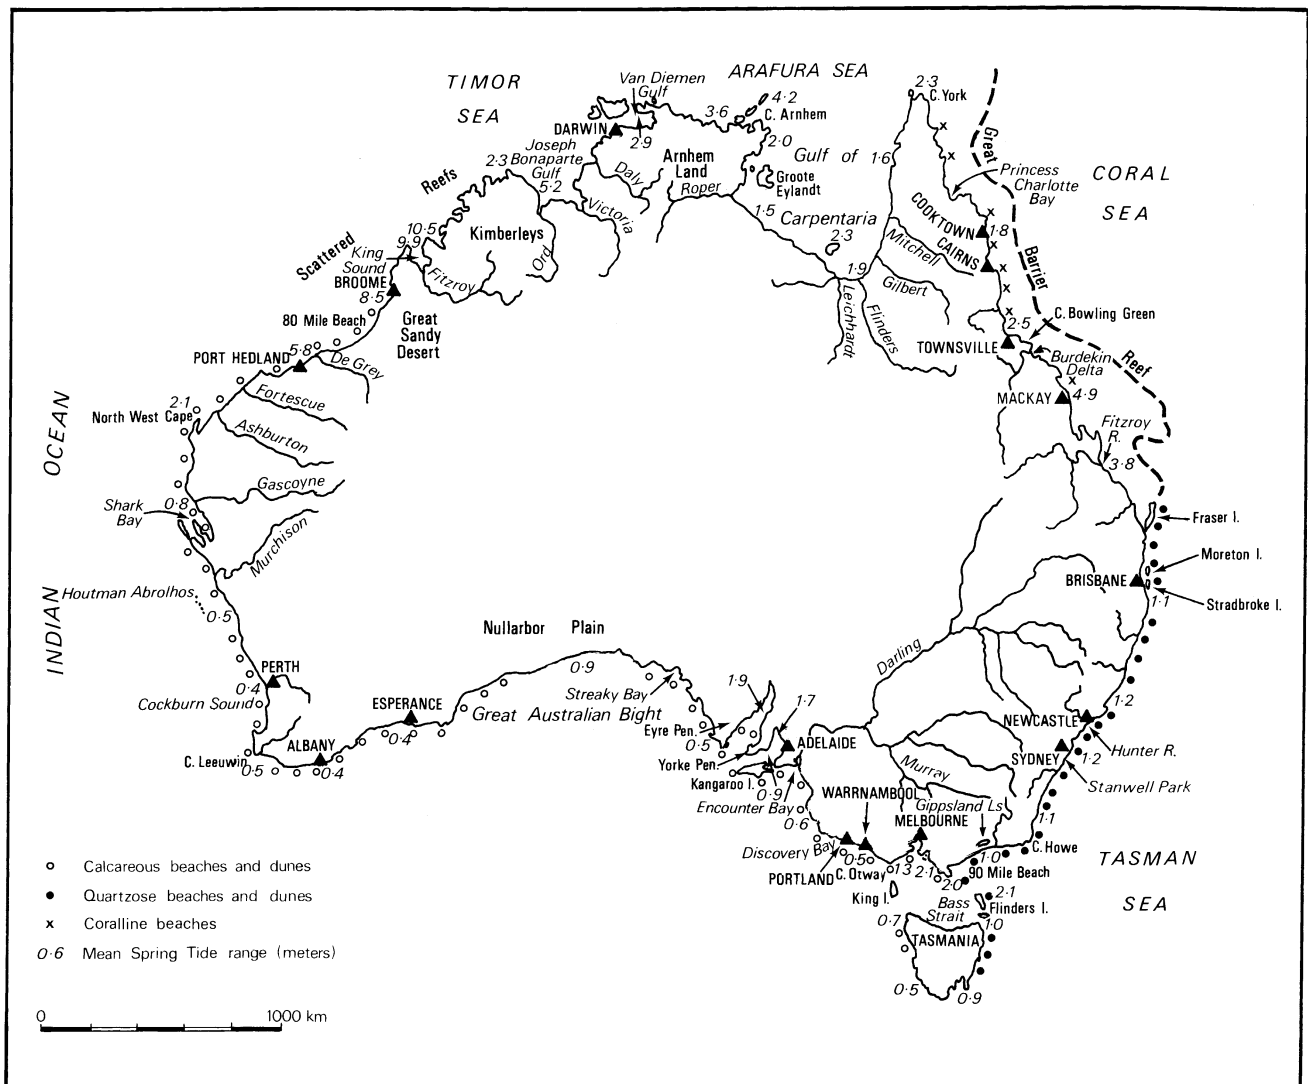 TIMOR
SEA
Van Diemen
Gulf
ARAFURA SEA
4·2
C. Arnhem
3·6
2·3
C. York
DARWIN
2·9
2·0
Joseph
Bonaparte
Gulf
5·2
2·3
Reefs
Arnhem
Land
Daly
Roper
Gulf of
1·6
Groote
Eylandt
Great
Princess
Charlotte
Bay
CORAL
SEA
Victoria
1·5
Carpentaria
2·3
COOKTOWN
1·8
CAIRNS
Mitchell
Barrier
Scattered
10·5
9·9
King
Sound
Kimberleys
Ord
Fitzroy
BROOME
8·5
1·9
Gilbert
Leichhardt
Flinders
2·5
C. Bowling Green
80 Mile Beach
Great
Sandy
Desert
TOWNSVILLE
Burdekin
Delta
Reef
PORT HEDLAND
5·8
De Grey
MACKAY
4·9
OCEAN
2·1
North West Cape
Fortescue
Ashburton
Fitzroy
R.
3·8
Gascoyne
Shark
Bay
0·8
Fraser I.
Murchison
Moreton I.
BRISBANE
Stradbroke I.
1·1
INDIAN
Houtman Abrolhos
0·5
Nullarbor Plain
Darling
PERTH
0·4
Cockburn Sound
0·9
Streaky Bay
1·9
1·7
1·2
ESPERANCE
Great Australian Bight
0·4
Eyre Pen.
0·5
NEWCASTLE
ADELAIDE
SYDNEY
Hunter R.
1·2
ALBANY
C. Leeuwin
0·5
0·4
Yorke Pen.
Kangaroo I.
0·9
Murray
Stanwell Park
Encounter Bay
WARRNAMBOOL
Gippsland Ls
0·6
MELBOURNE
1·1
Discovery Bay
0·5
C. Otway
PORTLAND
1·3
2·1
2·0
1·0
90 Mile Beach
C. Howe
TASMAN
SEA
King I.
Bass
Strait
2·1
Flinders I.
0·7
1·0
TASMANIA
0·5
0·9
Calcareous beaches and dunes
Quartzose beaches and dunes
x Coralline beaches
0·6 Mean Spring Tide range (meters)
0 1000 km